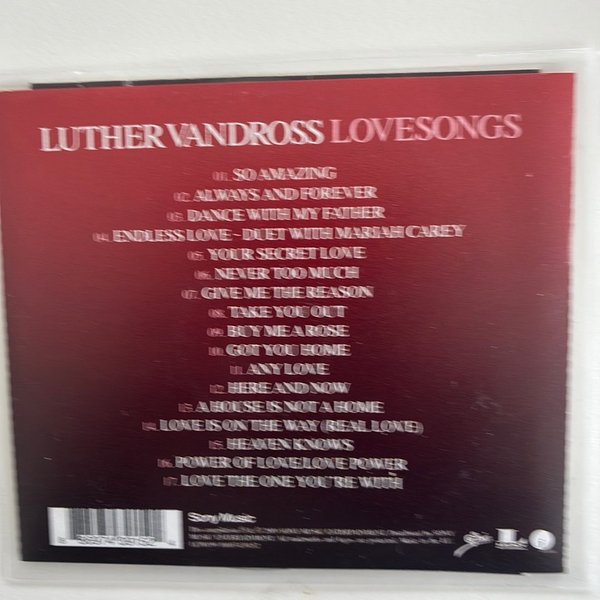 LUTHER VANDROSS LOVESONGS
01. SO AMAZING
02. ALWAYS AND FOREVER
03. DANCE WITH MY FATHER
04. ENDLESS LOVE - DUET WITH MARIAH CAREY
05. YOUR SECRET LOVE
06. NEVER TOO MUCH
07. GIVE ME THE REASON
08. TAKE YOU OUT
09. BUY ME A ROSE
10. GOT YOU HOME
11. ANY LOVE
12. HERE AND NOW
13. A HOUSE IS NOT A HOME
14. LOVE IS ON THE WAY (REAL LOVE)
15. HEAVEN KNOWS
16. POWER OF LOVE/LOVE POWER
17. LOVE THE ONE YOU'RE WITH
Sony Music